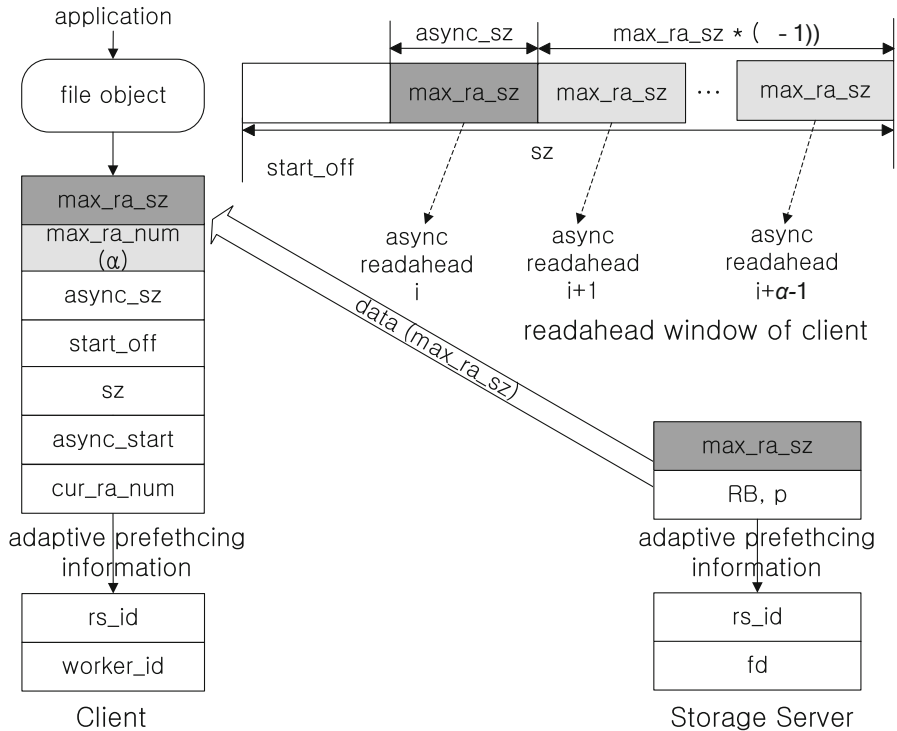 application
file object
max_ra_sz
max_ra_num
(α)
async_sz
start_off
sz
async_start
cur_ra_num
adaptive prefethcing
information
rs_id
worker_id
Client
async_sz
max_ra_sz * ( - 1))
max_ra_sz
max_ra_sz
...
max_ra_sz
sz
start_off
async
readahead
i
async
readahead
i+1
async
readahead
i+α-1
readahead window of client
data (max_ra_sz)
max_ra_sz
RB, p
adaptive prefethcing
information
rs_id
fd
Storage Server